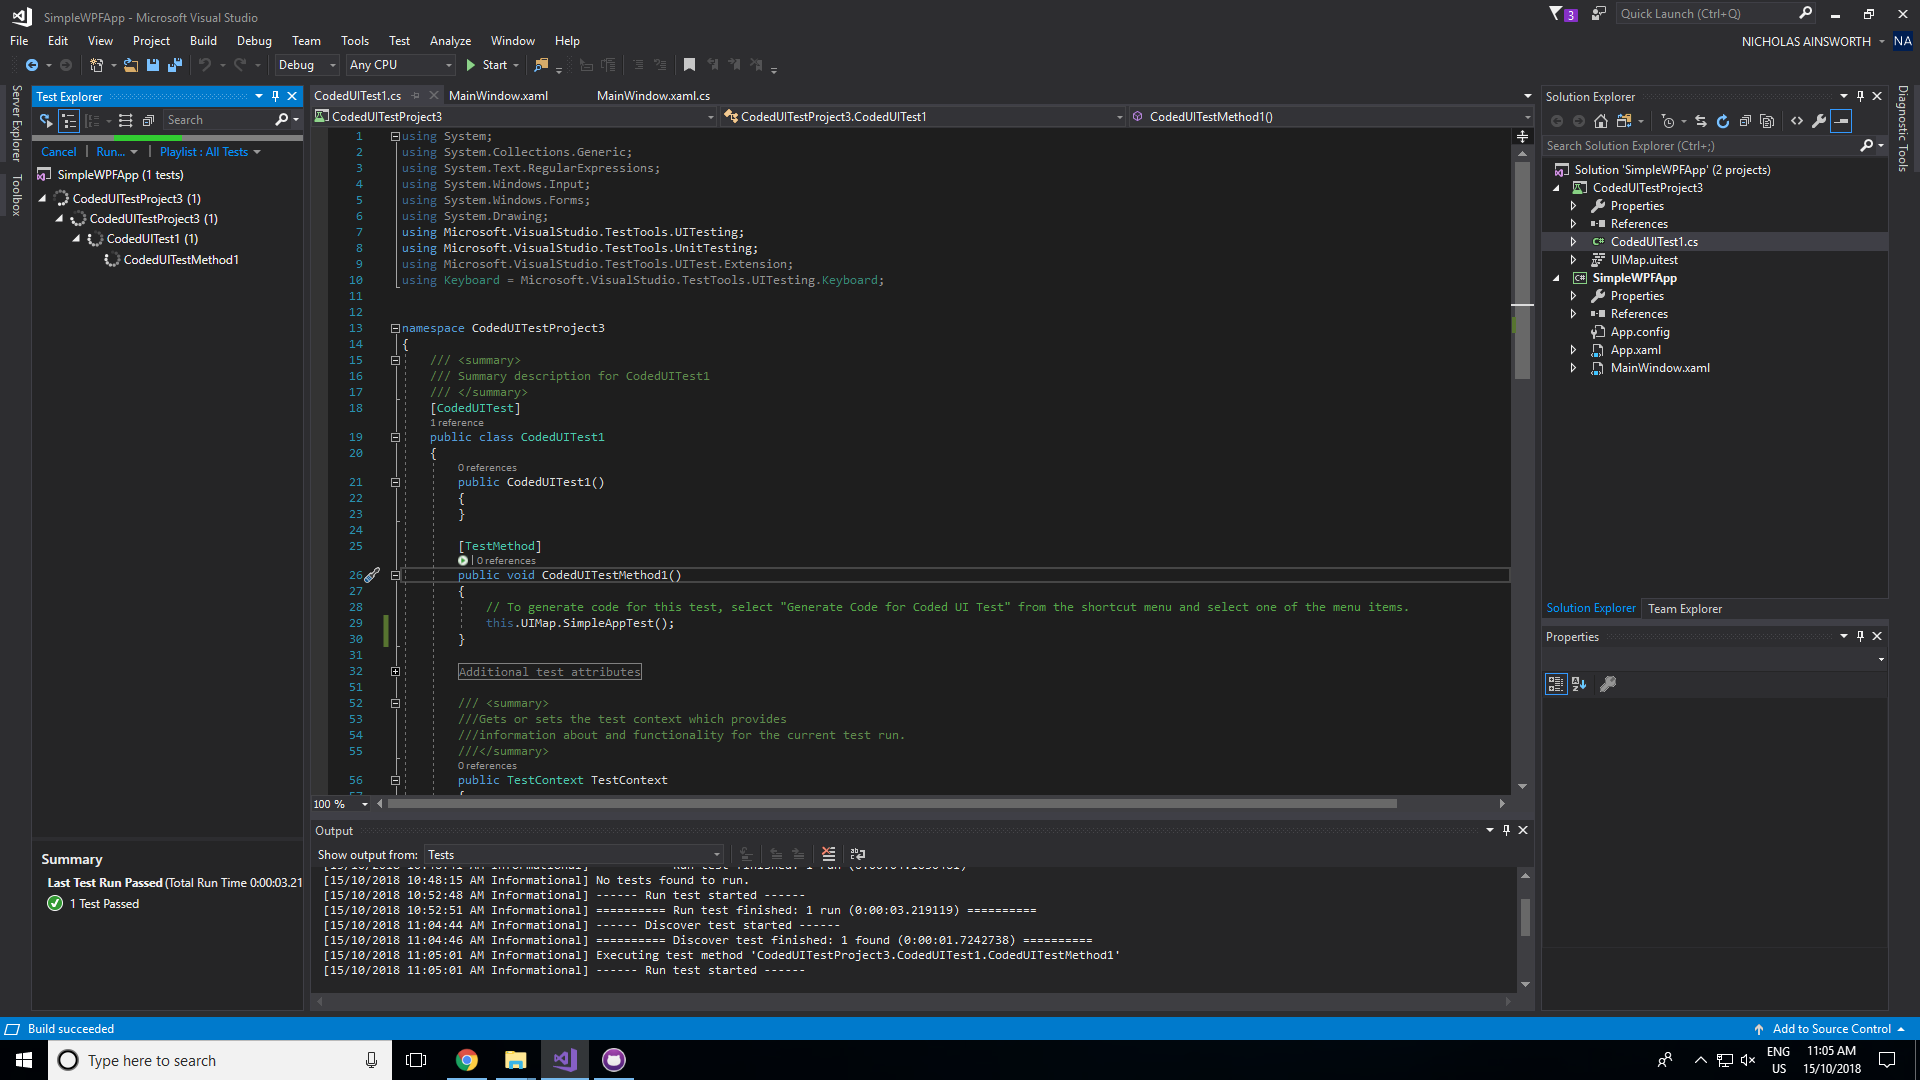 SimpleWPFApp - Microsoft Visual Studio
3
Quick Launch (Ctrl+Q)
File Edit View Project Build Debug Team Tools Test Analyze Window Help
NICHOLAS AINSWORTH NA
Debug Any CPU Start
Server Explorer
Toolbox
Test Explorer
Search
Cancel Run... Playlist : All Tests
SimpleWPFApp (1 tests)
CodedUITestProject3 (1)
CodedUITestProject3 (1)
CodedUITest1 (1)
CodedUITestMethod1
Summary
Last Test Run Passed (Total Run Time 0:00:03.21
1 Test Passed
CodedUITest1.cs MainWindow.xaml MainWindow.xaml.cs
CodedUITestProject3 CodedUITestProject3.CodedUITest1 CodedUITestMethod1()
1 using System;
2 using System.Collections.Generic;
3 using System.Text.RegularExpressions;
4 using System.Windows.Input;
5 using System.Windows.Forms;
6 using System.Drawing;
7 using Microsoft.VisualStudio.TestTools.UITesting;
8 using Microsoft.VisualStudio.TestTools.UnitTesting;
9 using Microsoft.VisualStudio.TestTools.UITest.Extension;
10 using Keyboard = Microsoft.VisualStudio.TestTools.UITesting.Keyboard;
11
12
13 namespace CodedUITestProject3
14 {
15 /// <summary>
16 /// Summary description for CodedUITest1
17 /// </summary>
18 [CodedUITest]
1 reference
19 public class CodedUITest1
20 {
0 references
21 public CodedUITest1()
22 {
23 }
24
25 [TestMethod]
| 0 references
26 public void CodedUITestMethod1()
27 {
28 // To generate code for this test, select "Generate Code for Coded UI Test" from the shortcut menu and select one of the menu items.
29 this.UIMap.SimpleAppTest();
30 }
31
32 Additional test attributes
51
52 /// <summary>
53 ///Gets or sets the test context which provides
54 ///information about and functionality for the current test run.
55 ///</summary>
0 references
56 public TestContext TestContext
57 {
100 %
Output
Show output from: Tests
[15/10/2018 10:48:15 AM Informational] No tests found to run.
[15/10/2018 10:52:48 AM Informational] ------ Run test started ------
[15/10/2018 10:52:51 AM Informational] ========== Run test finished: 1 run (0:00:03.219119) ==========
[15/10/2018 11:04:44 AM Informational] ------ Discover test started ------
[15/10/2018 11:04:46 AM Informational] ========== Discover test finished: 1 found (0:00:01.7242738) ==========
[15/10/2018 11:05:01 AM Informational] Executing test method 'CodedUITestProject3.CodedUITest1.CodedUITestMethod1'
[15/10/2018 11:05:01 AM Informational] ------ Run test started ------
Solution Explorer
Search Solution Explorer (Ctrl+;)
Solution 'SimpleWPFApp' (2 projects)
CodedUITestProject3
Properties
References
C# CodedUITest1.cs
UIMap.uitest
C# SimpleWPFApp
Properties
References
App.config
App.xaml
MainWindow.xaml
Solution Explorer Team Explorer
Properties
Diagnostic Tools
Build succeeded
Add to Source Control
Type here to search
ENG
US
11:05 AM
15/10/2018